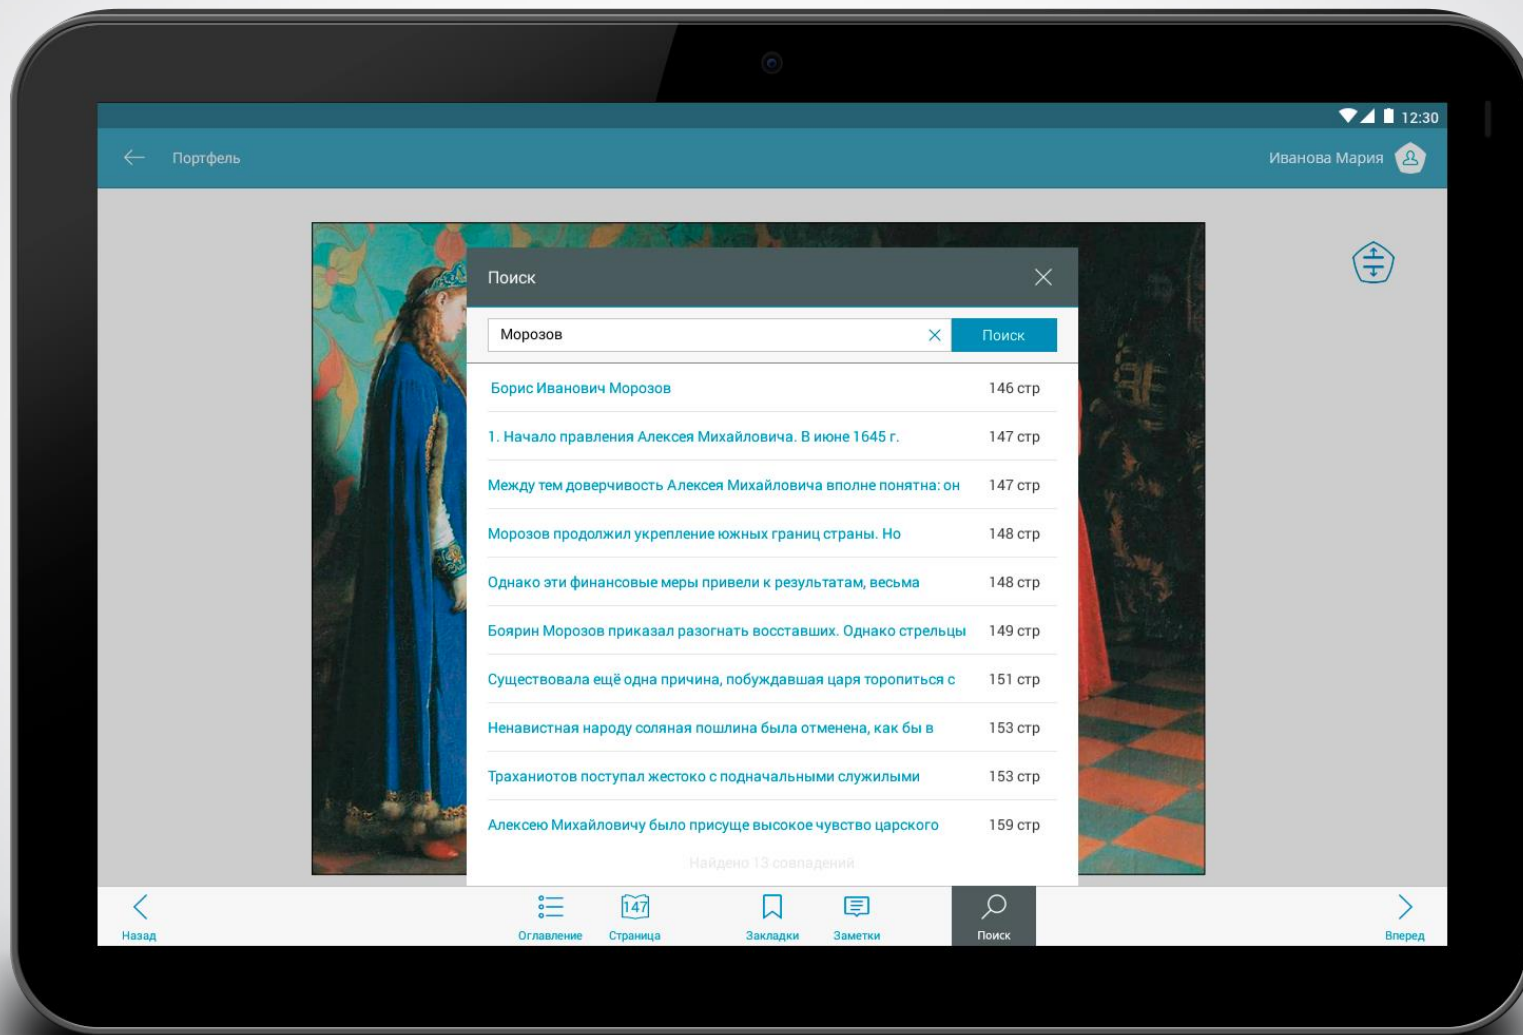 12:30
Портфель
Иванова Мария
Поиск
Морозов
Поиск
Борис Иванович Морозов 146 стр
1. Начало правления Алексея Михайловича. В июне 1645 г. 147 стр
Между тем доверчивость Алексея Михайловича вполне понятна: он 147 стр
Морозов продолжил укрепление южных границ страны. Но 148 стр
Однако эти финансовые меры привели к результатам, весьма 148 стр
Боярин Морозов приказал разогнать восставших. Однако стрельцы 149 стр
Существовала ещё одна причина, побуждавшая царя торопиться с 151 стр
Ненавистная народу соляная пошлина была отменена, как бы в 153 стр
Траханиотов поступал жестоко с подначальными служилыми 153 стр
Алексею Михайловичу было присуще высокое чувство царского 159 стр
Найдено 13 совпадений
147
Назад
Оглавление
Страница
Закладки
Заметки
Поиск
Вперед